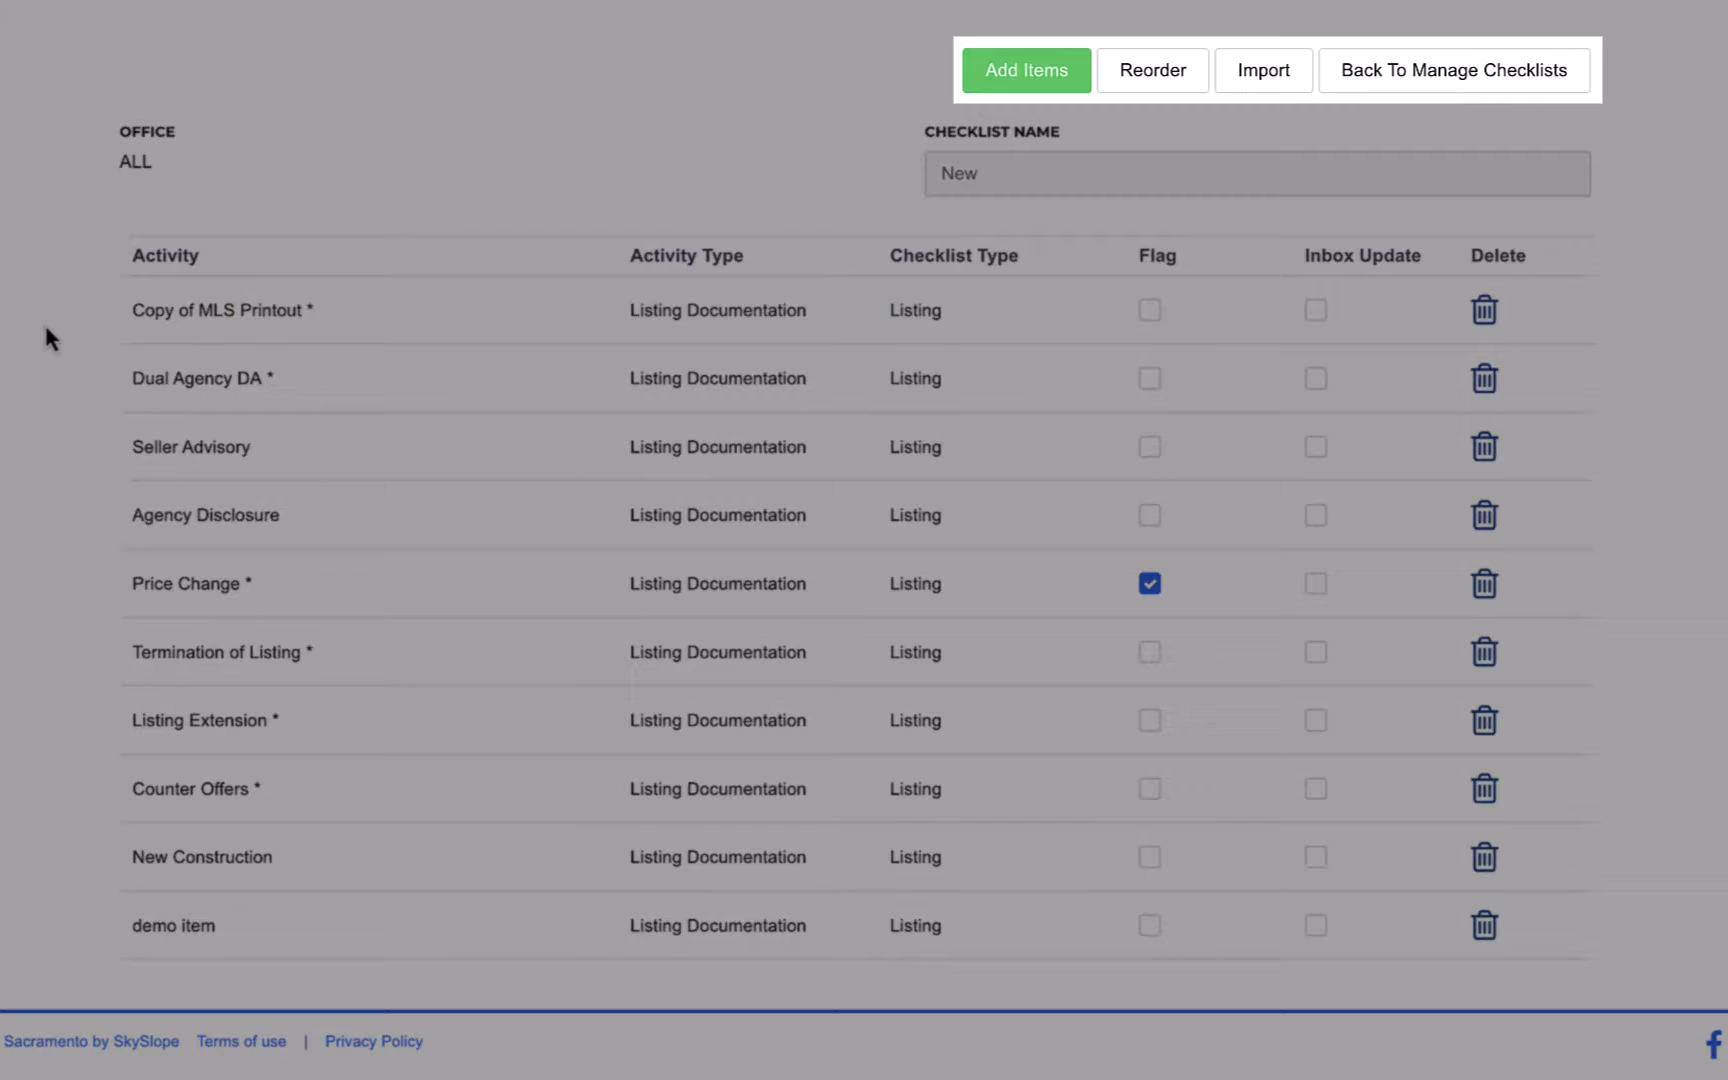 Add Items Reorder Import Back To Manage Checklists
OFFICE CHECKLIST NAME
ALL New
Activity Activity Type Checklist Type Flag Inbox Update Delete
Copy of MLS Printout * Listing Documentation Listing
Dual Agency DA * Listing Documentation Listing
Seller Advisory Listing Documentation Listing
Agency Disclosure Listing Documentation Listing
Price Change * Listing Documentation Listing
Termination of Listing * Listing Documentation Listing
Listing Extension * Listing Documentation Listing
Counter Offers * Listing Documentation Listing
New Construction Listing Documentation Listing
demo item Listing Documentation Listing
Sacramento by SkySlope Terms of use | Privacy Policy